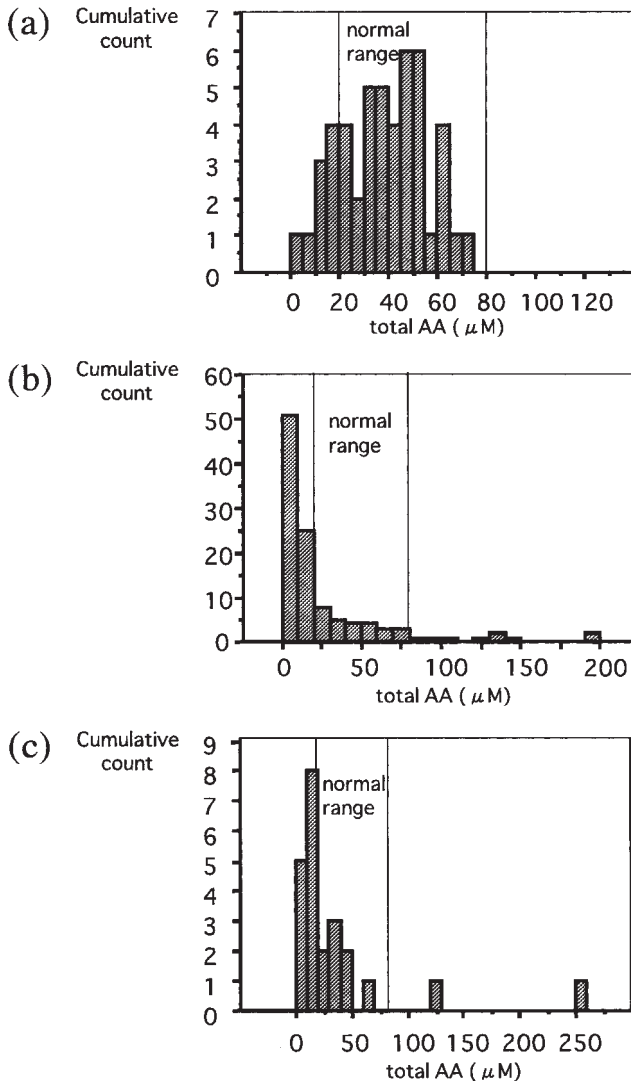 (a)
Cumulative
count
7
6
5
4
3
2
1
0
normal
range
0 20 40 60 80 100 120
total AA ( μM)
(b)
Cumulative
count
60
50
40
30
20
10
0
normal
range
0 50 100 150 200
total AA ( μM)
(c)
Cumulative
count
9
8
7
6
5
4
3
2
1
0
normal
range
0 50 100 150 200 250
total AA ( μM)